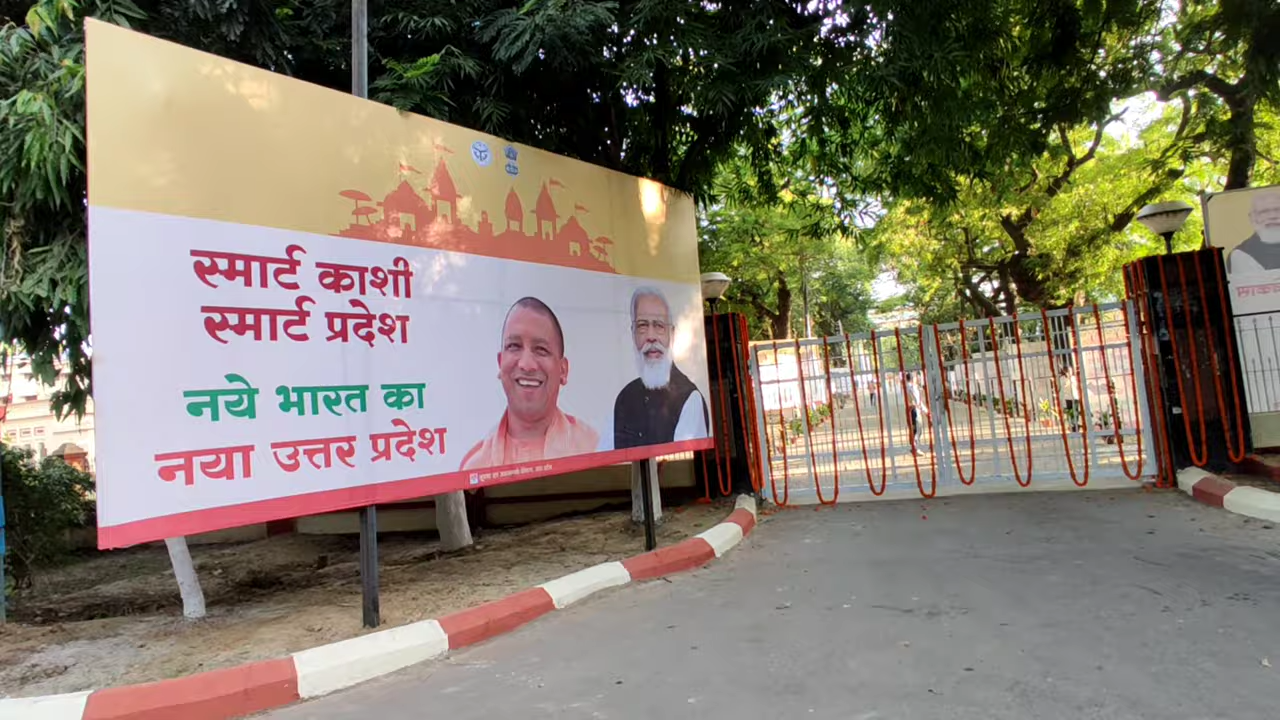 स्मार्ट काशी
स्मार्ट प्रदेश
नये भारत का
नया उत्तर प्रदेश